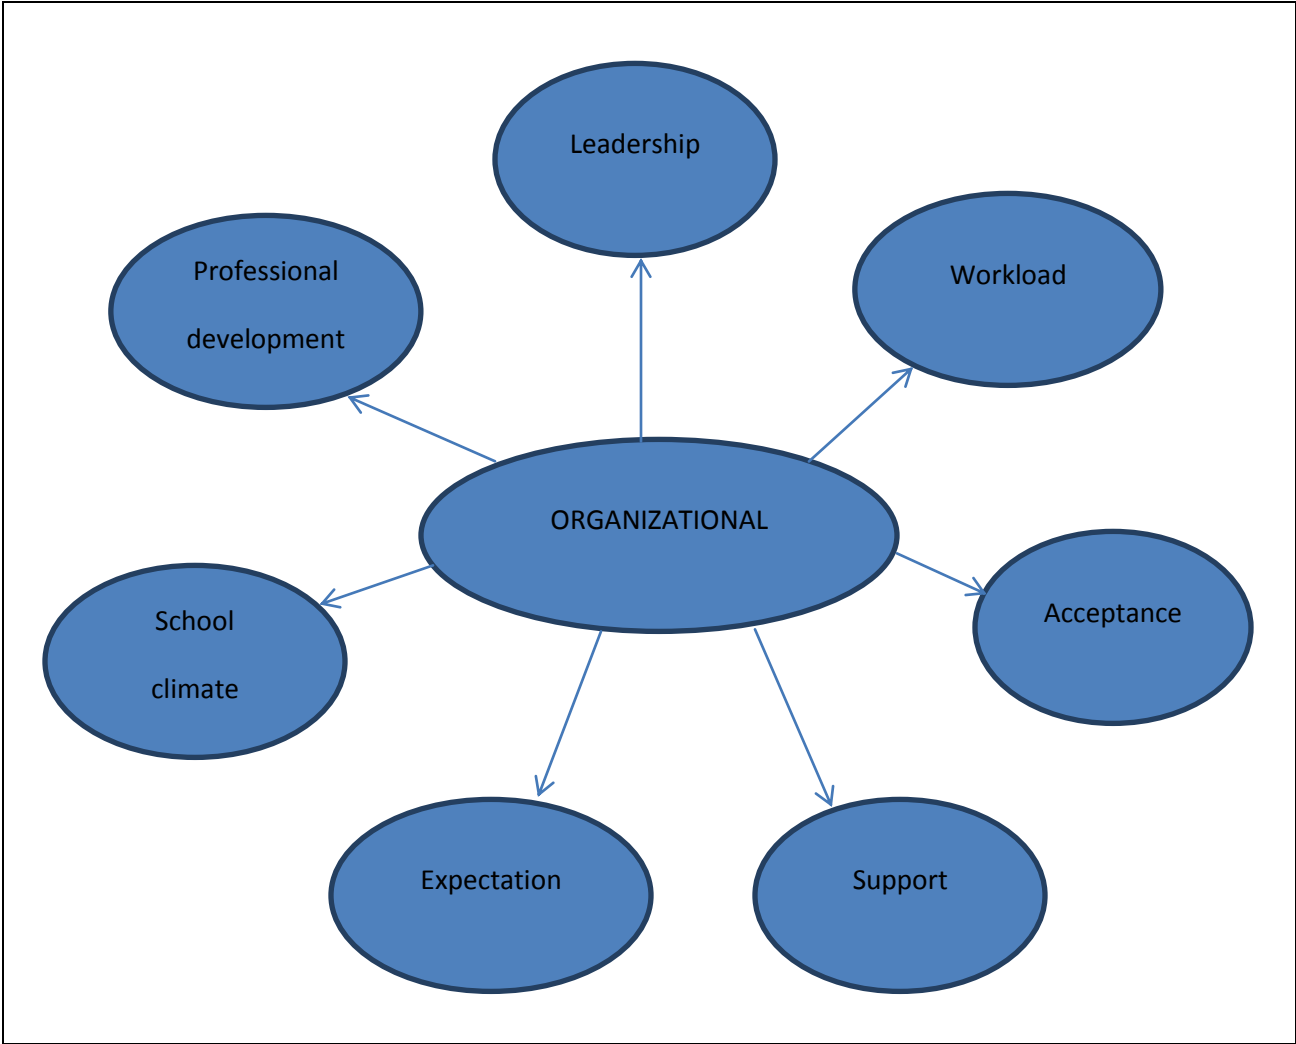 Leadership
Professional
development
Workload
ORGANIZATIONAL
School
climate
Acceptance
Expectation
Support